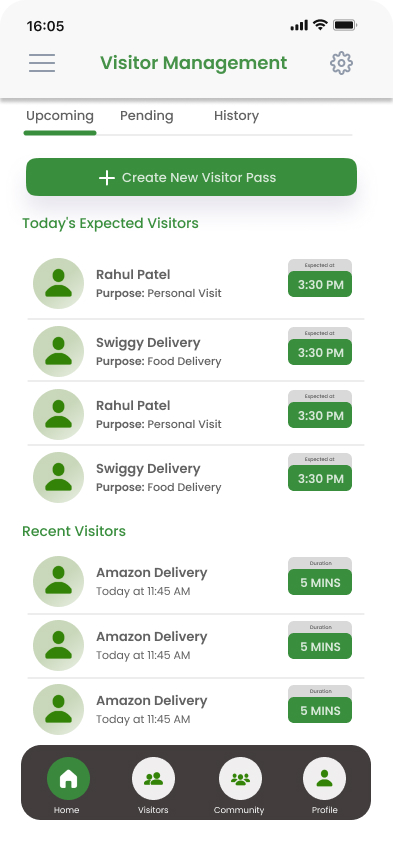 16:05
Visitor Management
Upcoming Pending History
Create New Visitor Pass
Today's Expected Visitors
Rahul Patel
Purpose: Personal Visit
Expected at
3:30 PM
Swiggy Delivery
Purpose: Food Delivery
Expected at
3:30 PM
Rahul Patel
Purpose: Personal Visit
Expected at
3:30 PM
Swiggy Delivery
Purpose: Food Delivery
Expected at
3:30 PM
Recent Visitors
Amazon Delivery
Today at 11:45 AM
Duration
5 MINS
Amazon Delivery
Today at 11:45 AM
Duration
5 MINS
Amazon Delivery
Today at 11:45 AM
Duration
5 MINS
Home Visitors Community Profile